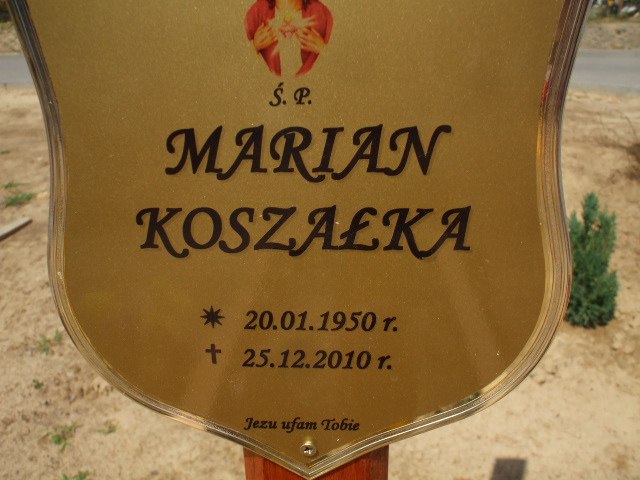 Ś. P.
MARIAN
KOSZAŁKA
20.01.1950 r.
25.12.2010 r.
Jezu ufam Tobie